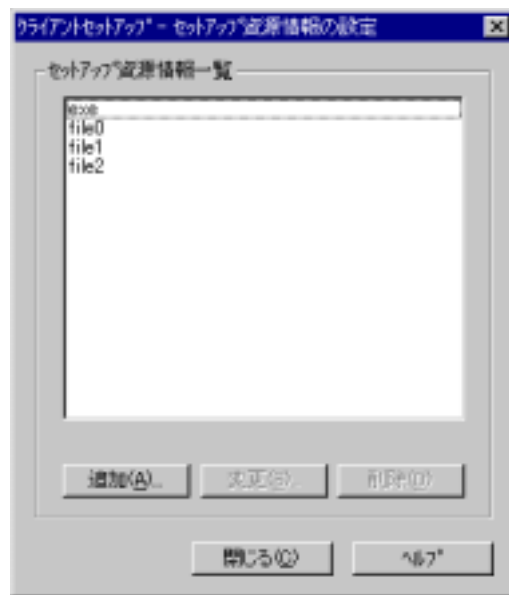 クライアントセットアップ - セットアップ資源情報の設定
セットアップ資源情報一覧
exe
file0
file1
file2
追加(A)...
変更(S)...
削除(D)
閉じる(C)
ヘルプ